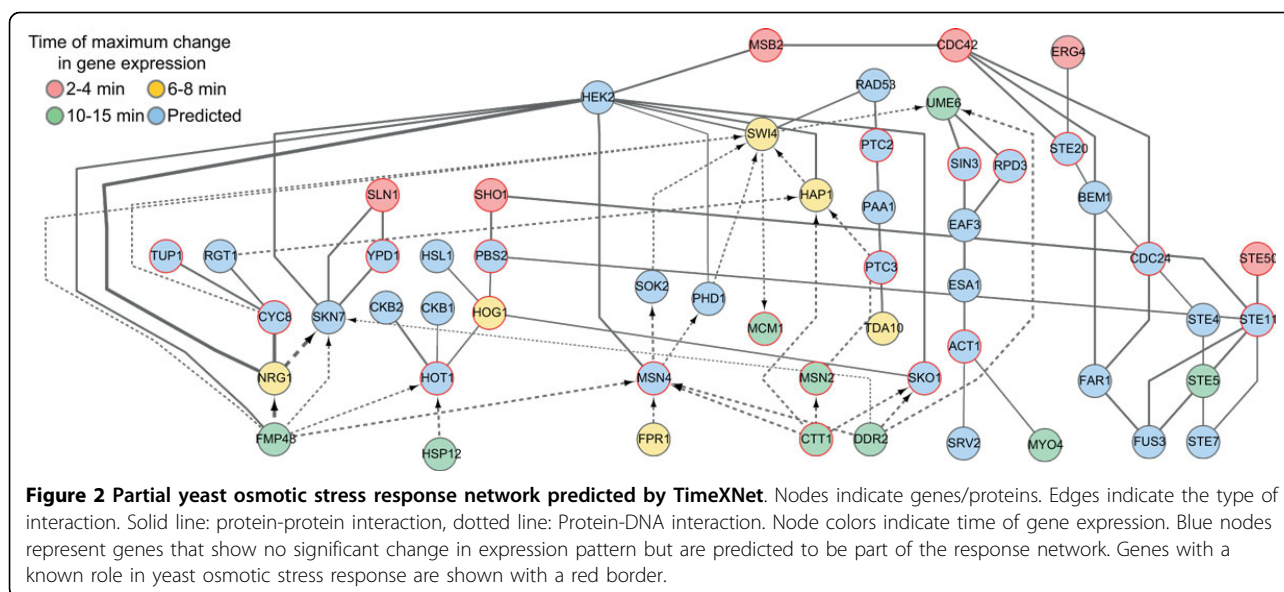 Time of maximum change
in gene expression
2-4 min
6-8 min
10-15 min
Predicted
MSB2
CDC42
ERG4
HEK2
RAD53
UME6
SWI4
PTC2
SIN3
RPD3
STE20
SLN1
SHO1
HAP1
PAA1
BEM1
EAF3
TUP1
RGT1
YPD1
HSL1
PBS2
PTC3
CDC24
STE50
SOK2
PHD1
ESA1
CKB2
CKB1
HOG1
CYC8
SKN7
MCM1
TDA10
STE4
STE11
ACT1
NRG1
HOT1
MSN4
MSN2
SKO1
FAR1
STE5
FMP48
HSP12
FPR1
CTT1
DDR2
SRV2
MYO4
FUS3
STE7
Figure 2 Partial yeast osmotic stress response network predicted by TimeXNet. Nodes indicate genes/proteins. Edges indicate the type of
interaction. Solid line: protein-protein interaction, dotted line: Protein-DNA interaction. Node colors indicate time of gene expression. Blue nodes
represent genes that show no significant change in expression pattern but are predicted to be part of the response network. Genes with a
known role in yeast osmotic stress response are shown with a red border.